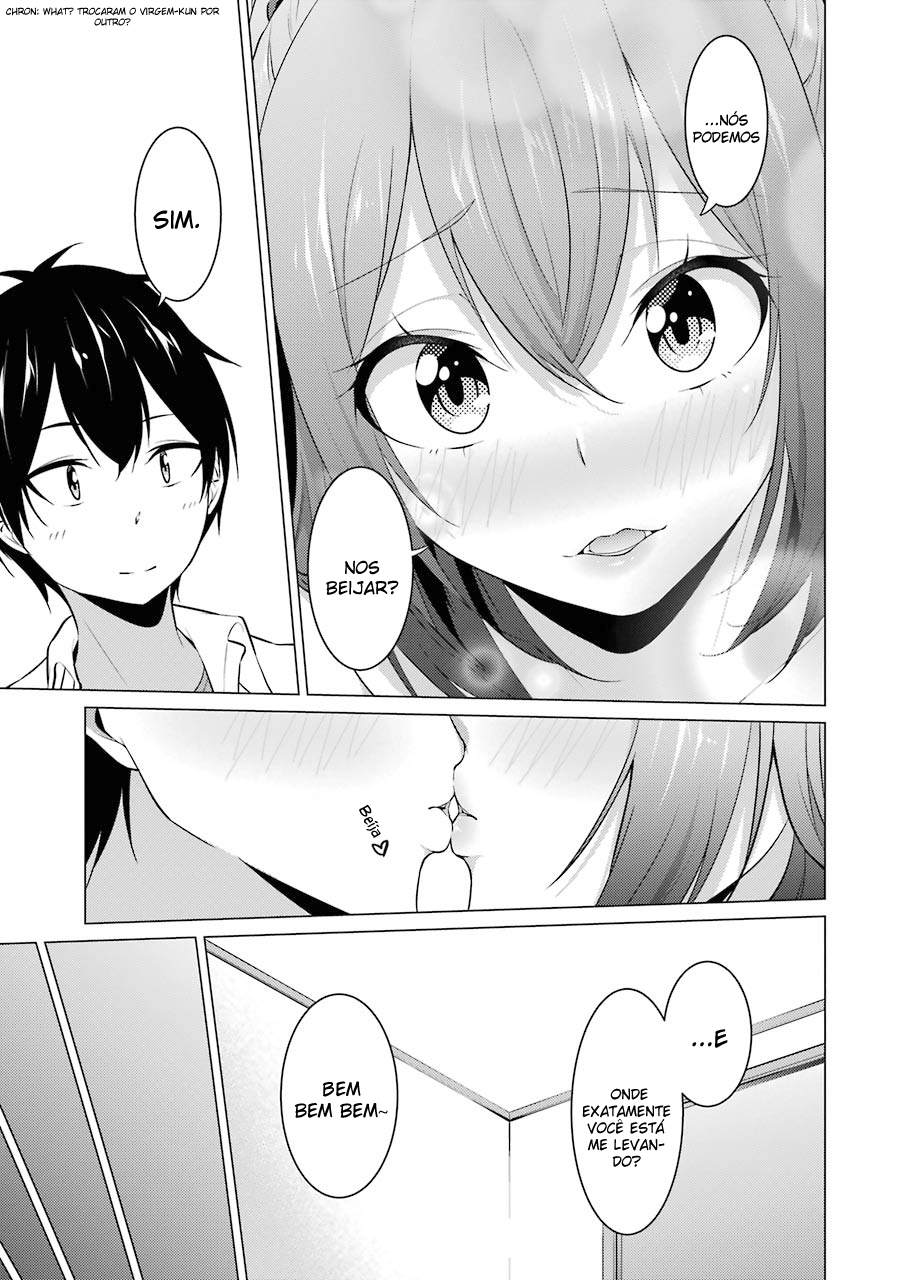 CHRON: WHAT? TROCARAM O VIRGEM-KUN POR
OUTRO?
...NÓS
PODEMOS
NOS
BEIJAR?
SIM.
Beija
...E
ONDE
EXATAMENTE
VOCÊ ESTÁ
ME LEVAN-
DO?
BEM
BEM BEM~